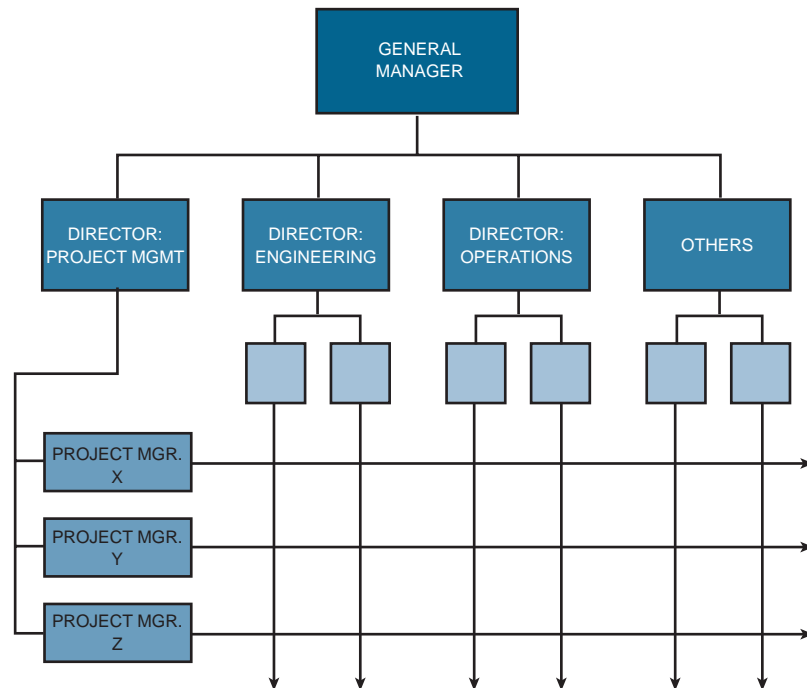 GENERAL
MANAGER
DIRECTOR:
PROJECT MGMT
DIRECTOR:
ENGINEERING
DIRECTOR:
OPERATIONS
OTHERS
PROJECT MGR.
X
PROJECT MGR.
Y
PROJECT MGR.
Z